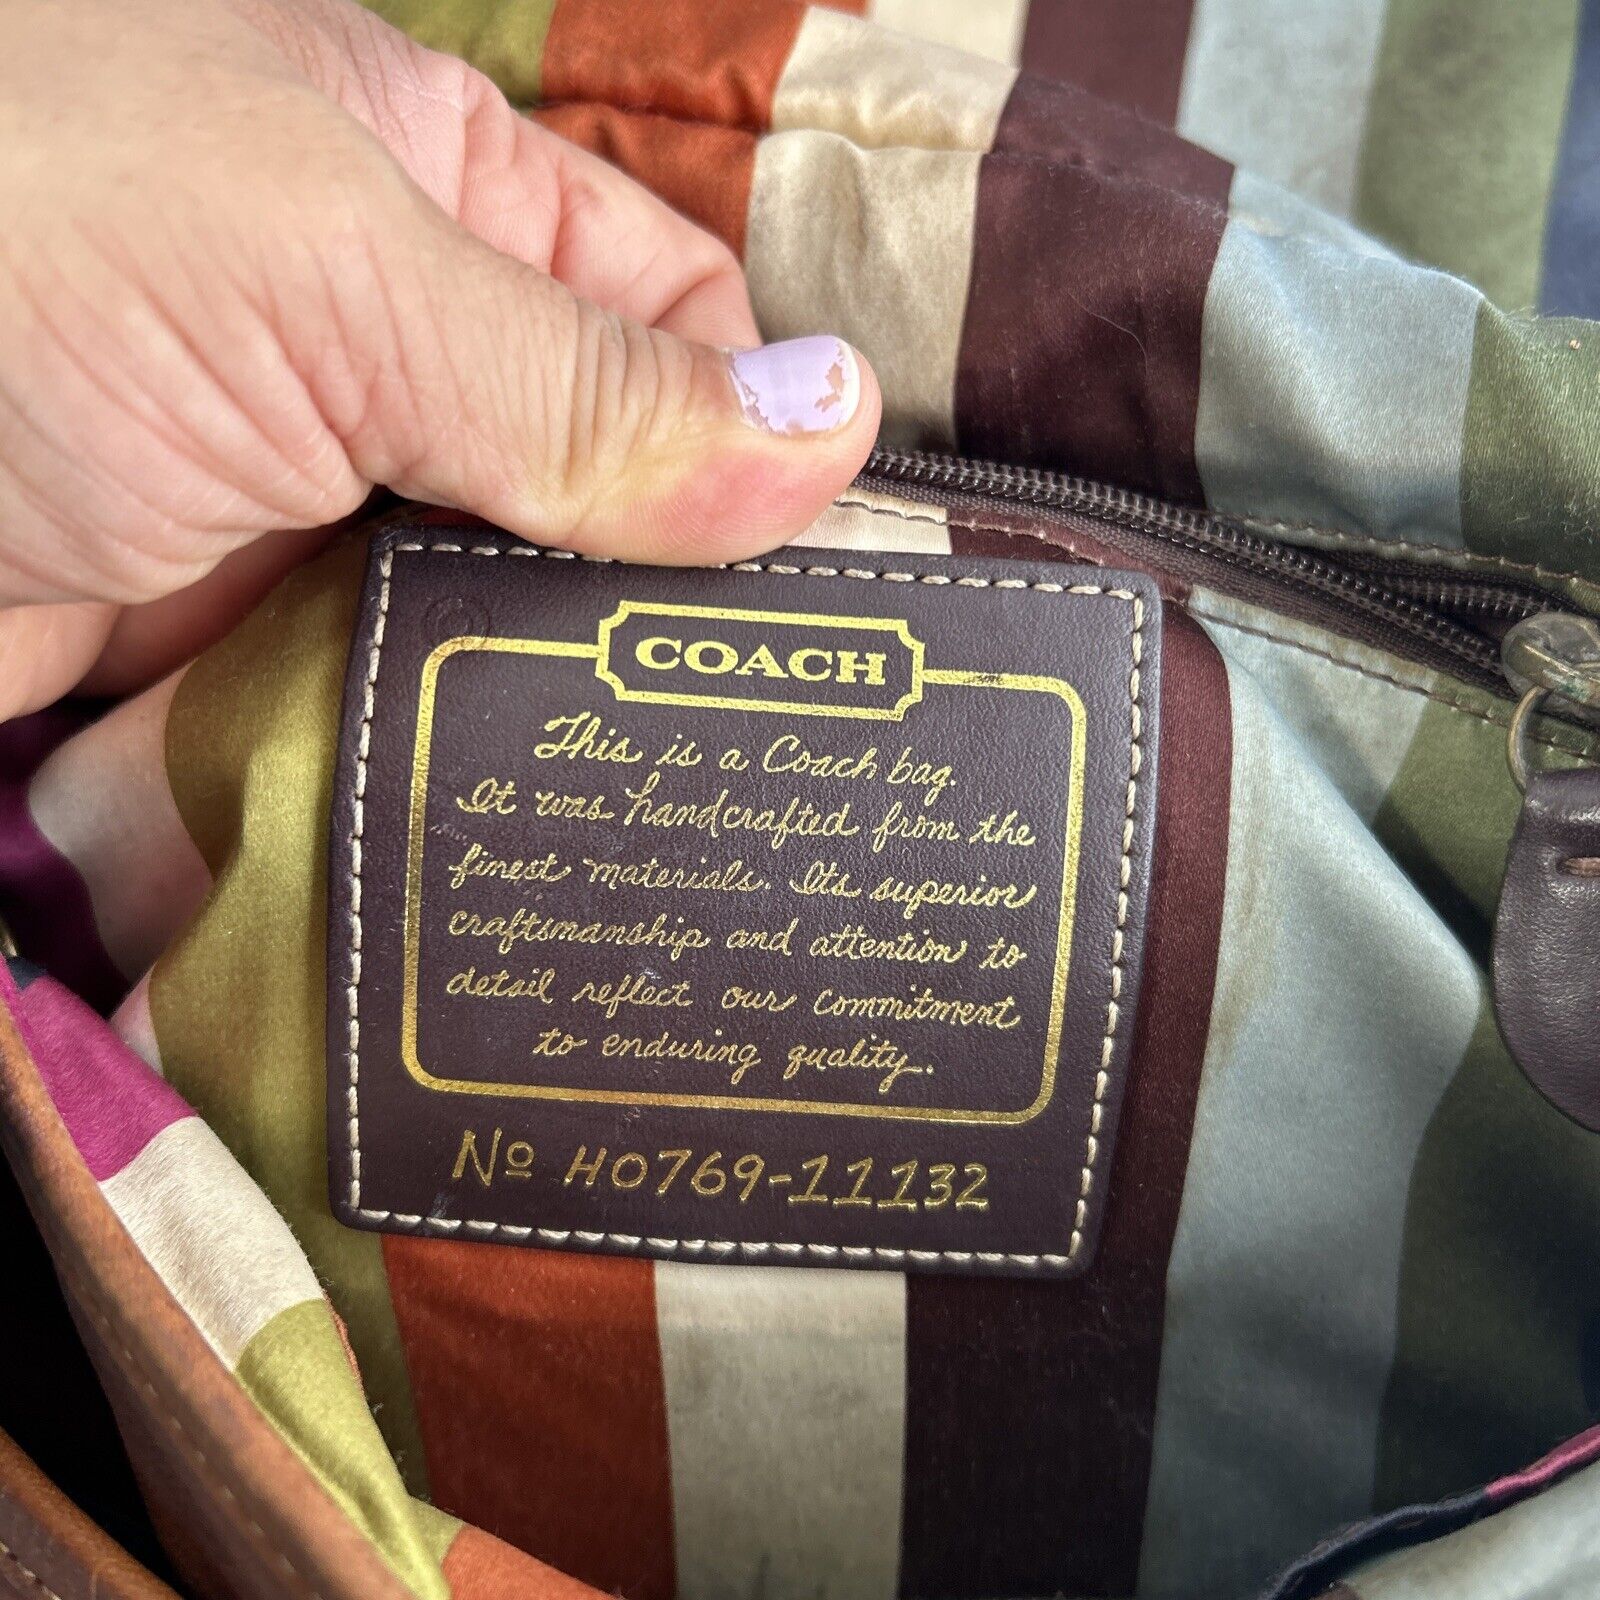 COACH
This is a Coach bag.
It was handcrafted from the
finest materials. Its superior
craftsmanship and attention to
detail reflect our commitment
to enduring quality.
Nº H0769-11132